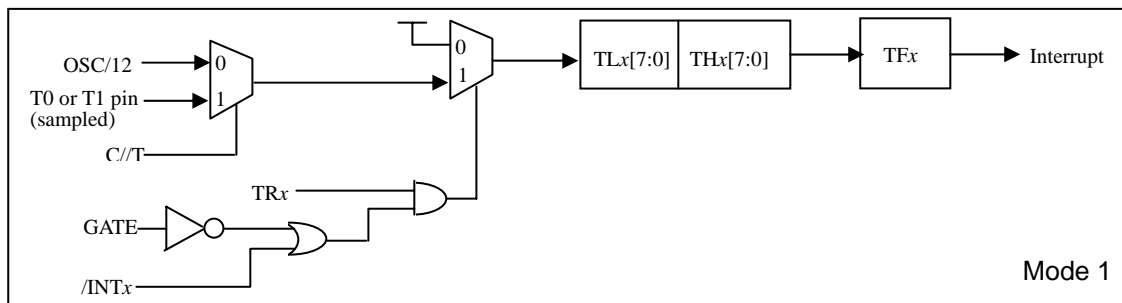 OSC/12
0
1
T0 or T1 pin
(sampled)
C//T
0
1
TLx[7:0]
THx[7:0]
TFx
Interrupt
TRx
GATE
/INTx
Mode 1